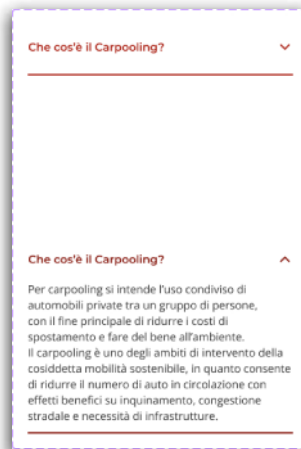 Che cos'è il Carpooling?
Che cos'è il Carpooling?
Per carpooling si intende l'uso condiviso di
automobili private tra un gruppo di persone,
con il fine principale di ridurre i costi di
spostamento e fare del bene all'ambiente.
Il carpooling è uno degli ambiti di intervento della
cosiddetta mobilità sostenibile, in quanto consente
di ridurre il numero di auto in circolazione con
effetti benefici su inquinamento, congestione
stradale e necessità di infrastrutture.